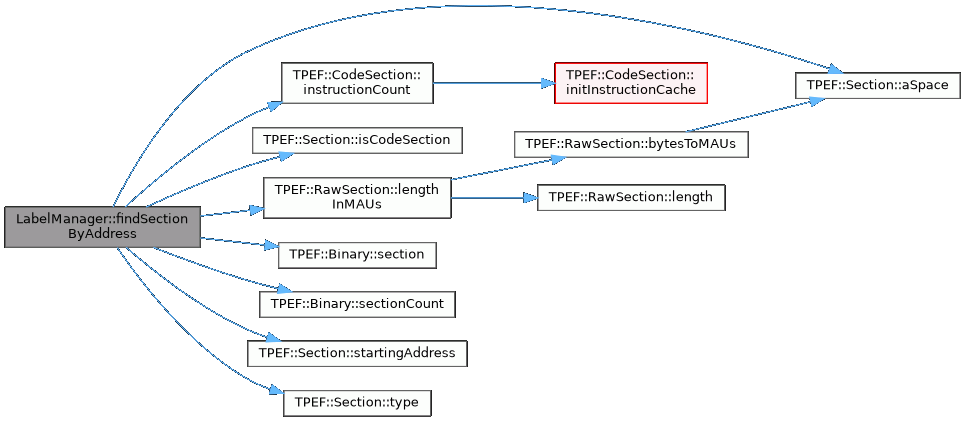 LabelManager::findSection
ByAddress
TPEF::CodeSection::
instructionCount
TPEF::CodeSection::
initInstructionCache
TPEF::Section::aSpace
TPEF::Section::isCodeSection
TPEF::RawSection::bytesToMAUs
TPEF::RawSection::length
InMAUs
TPEF::RawSection::length
TPEF::Binary::section
TPEF::Binary::sectionCount
TPEF::Section::startingAddress
TPEF::Section::type